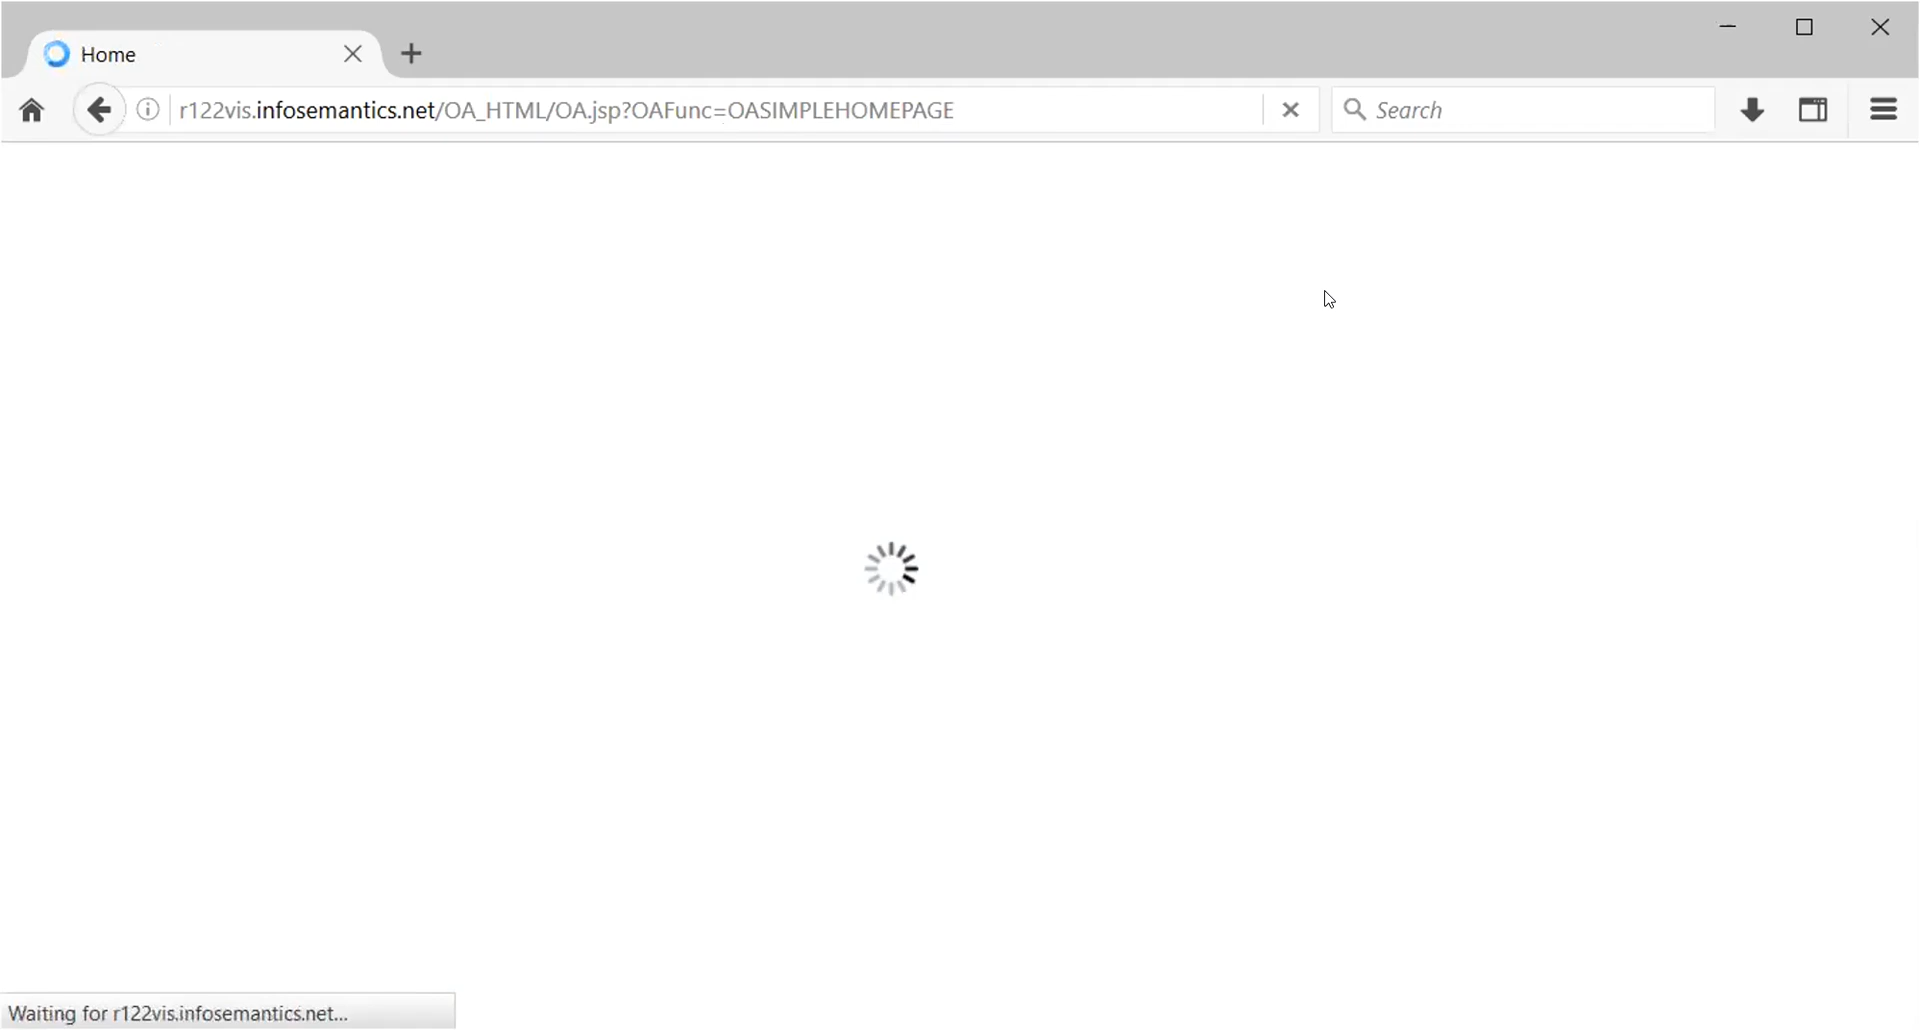 Home
r122vis.infosemantics.net/OA_HTML/OA.jsp?OAFunc=OASIMPLEHOMEPAGE
Search
Waiting for r122vis.infosemantics.net...